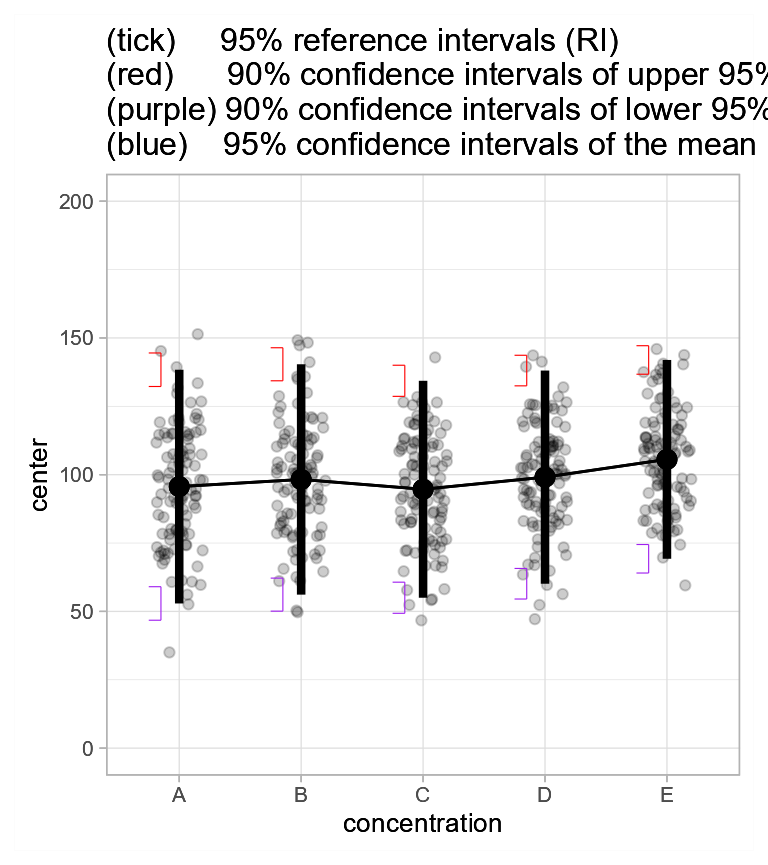 (tick) 95% reference intervals (RI)
(red) 90% confidence intervals of upper 95%
(purple) 90% confidence intervals of lower 95%
(blue) 95% confidence intervals of the mean
200
150
100
50
0
center
A B C D E
concentration